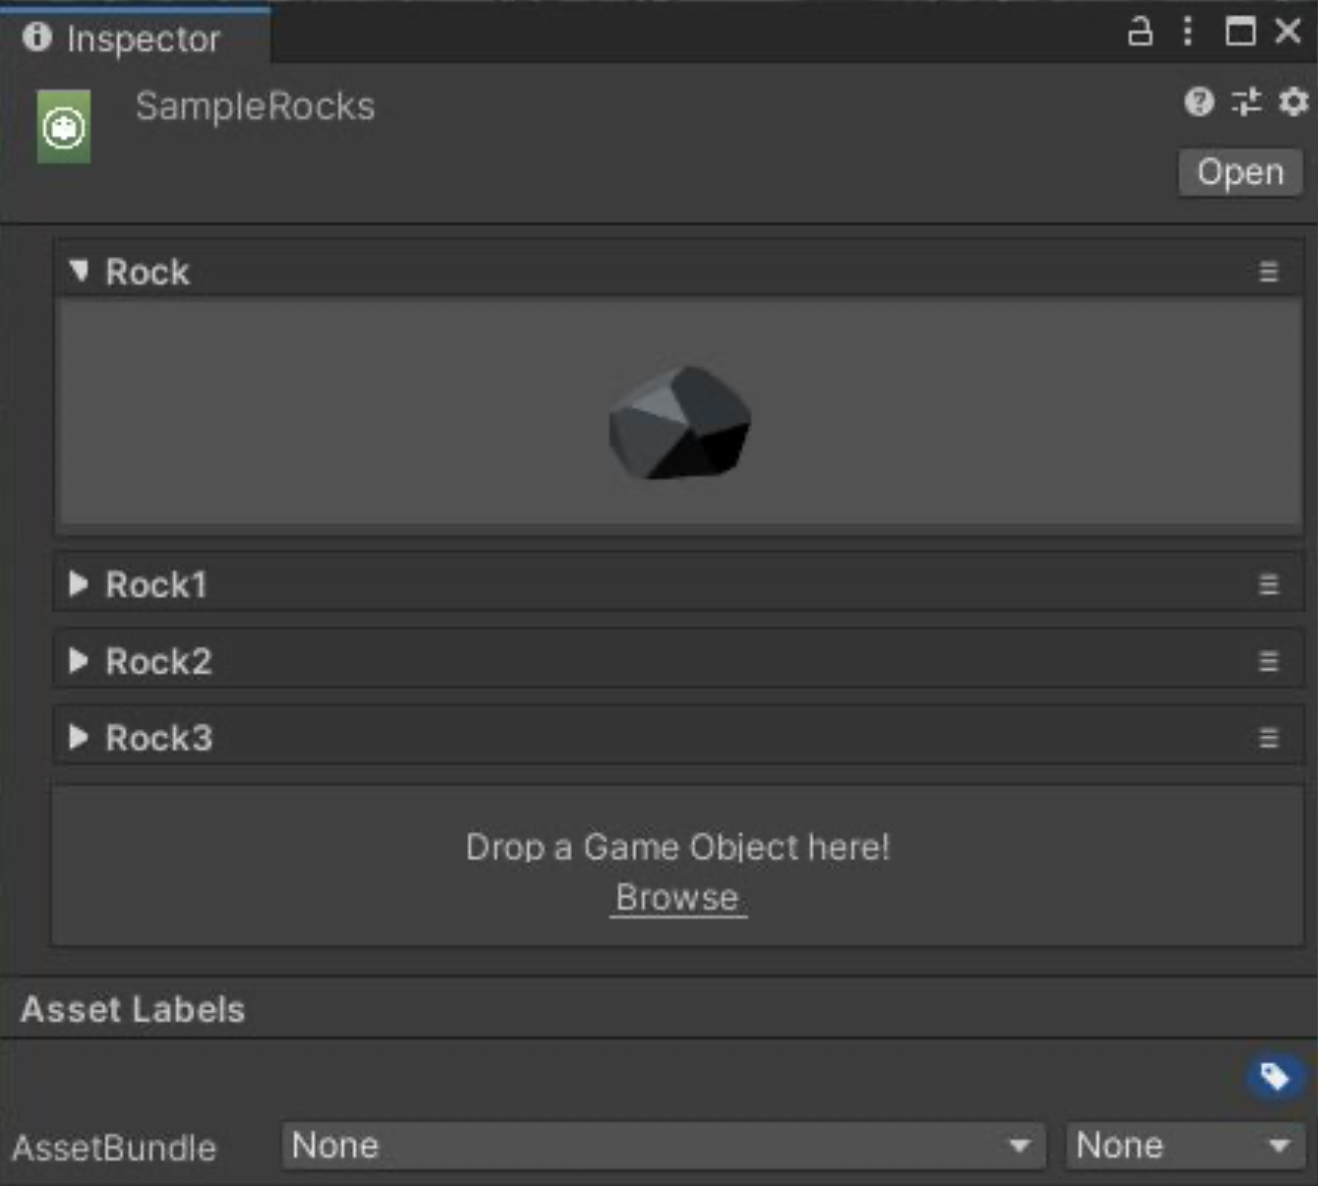 Inspector
SampleRocks
Open
Rock
Rock1
Rock2
Rock3
Drop a Game Object here!
Browse
Asset Labels
AssetBundle None None